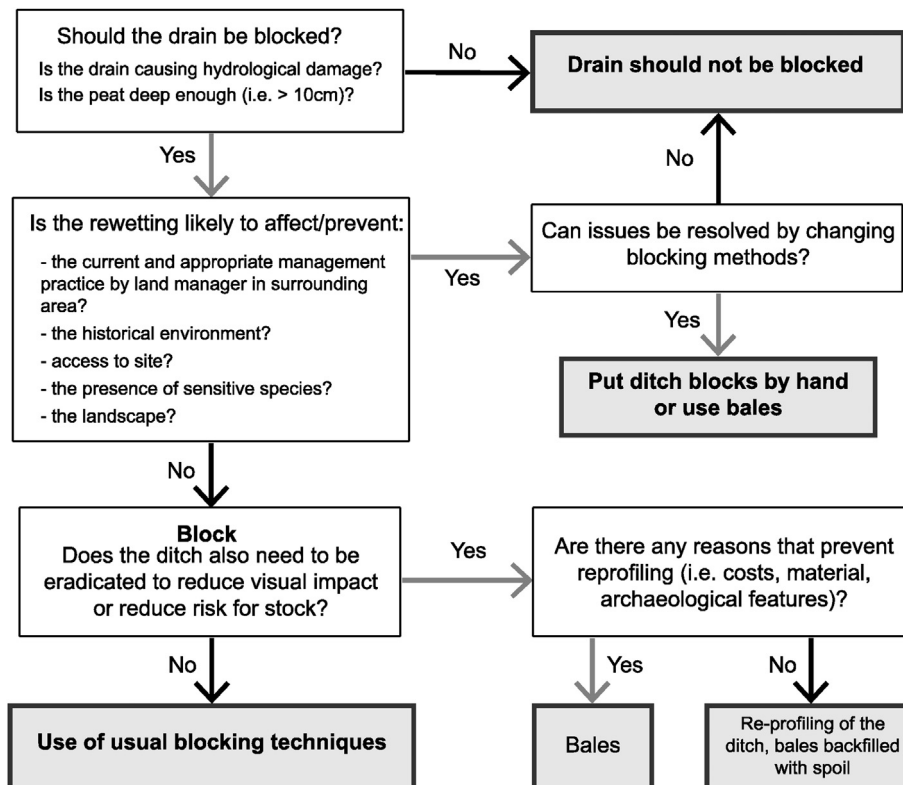 Should the drain be blocked?
Is the drain causing hydrological damage?
Is the peat deep enough (i.e. > 10cm)?
No
Drain should not be blocked
Yes
No
Is the rewetting likely to affect/prevent:
- the current and appropriate management
practice by land manager in surrounding
area?
- the historical environment?
- access to site?
- the presence of sensitive species?
- the landscape?
Yes
Can issues be resolved by changing
blocking methods?
Yes
Put ditch blocks by hand
or use bales
No
Block
Does the ditch also need to be
eradicated to reduce visual impact
or reduce risk for stock?
Yes
Are there any reasons that prevent
reprofiling (i.e. costs, material,
archaeological features)?
No
Yes
No
Use of usual blocking techniques
Bales
Re-profiling of the
ditch, bales backfilled
with spoil